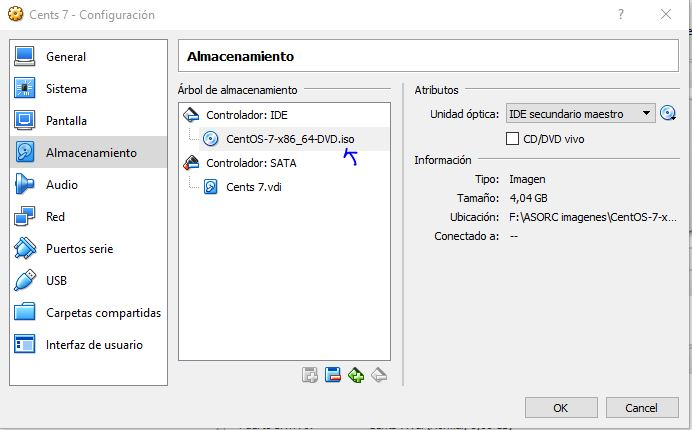 Cents 7 - Configuración
General
Sistema
Pantalla
Almacenamiento
Audio
Red
Puertos serie
USB
Carpetas compartidas
Interfaz de usuario
Almacenamiento
Árbol de almacenamiento
Controlador: IDE
CentOS-7-x86_64-DVD.iso
Controlador: SATA
Cents 7.vdi
Atributos
Unidad óptica: IDE secundario maestro
CD/DVD vivo
Información
Tipo: Imagen
Tamaño: 4,04 GB
Ubicación: F:\ASORC imagenes\CentOS-7-x...
Conectado a: --
OK Cancel